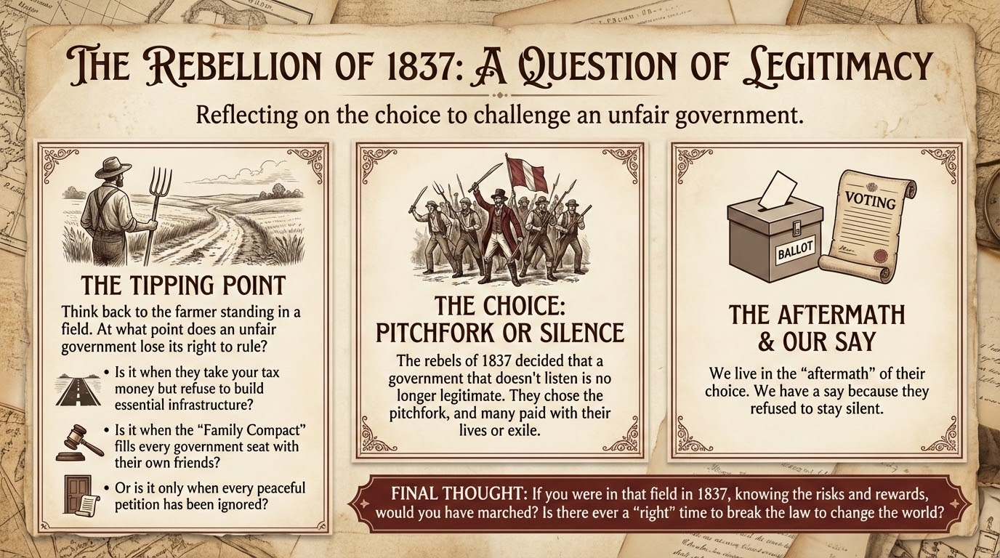 THE REBELLION OF 1837: A QUESTION OF LEGITIMACY
Reflecting on the choice to challenge an unfair government.
THE TIPPING POINT
Think back to the farmer standing in a
field. At what point does an unfair
government lose its right to rule?
• Is it when they take your tax
money but refuse to build
essential infrastructure?
• Is it when the “Family Compact”
fills every government seat with
their own friends?
• Or is it only when every peaceful
petition has been ignored?
THE CHOICE:
PITCHFORK OR SILENCE
The rebels of 1837 decided that a
government that doesn't listen is no
longer legitimate. They chose the
pitchfork, and many paid with their
lives or exile.
VOTING
BALLOT
THE AFTERMATH
& OUR SAY
We live in the “aftermath” of their
choice. We have a say because they
refused to stay silent.
FINAL THOUGHT: If you were in that field in 1837, knowing the risks and rewards,
would you have marched? Is there ever a “right” time to break the law to change the world?